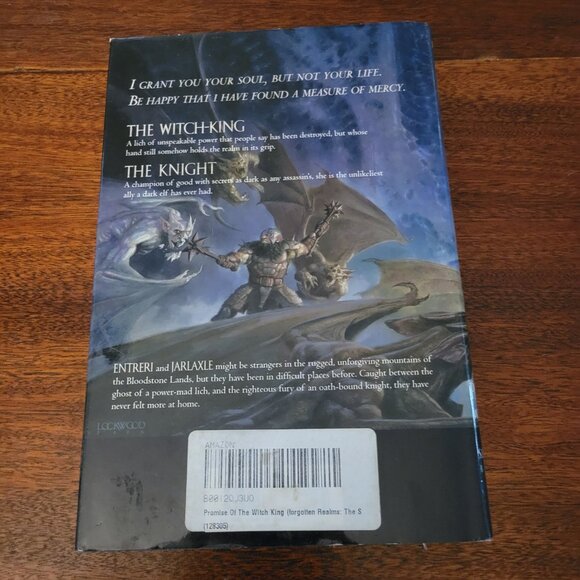 I GRANT YOU YOUR SOUL, BUT NOT YOUR LIFE.
BE HAPPY THAT I HAVE FOUND A MEASURE OF MERCY.
THE WITCH-KING
A lich of unspeakable power that people say has been destroyed, but whose
hand still somehow holds the realm in its grip.
THE KNIGHT
A champion of good with secrets as dark as any assassin's, she is the unlikeliest
ally a dark elf has ever had.
ENTRERI and JARLAXLE might be strangers in the rugged, unforgiving mountains of
the Bloodstone Lands, but they have been in difficult places before. Caught between the
ghost of a power-mad lich, and the righteous fury of an oath-bound knight, they have
never felt more at home.
LOCKWOOD
AMAZON
B0012QJ3UO
Promise Of The Witch King (forgotten Realms: The S
(128305)